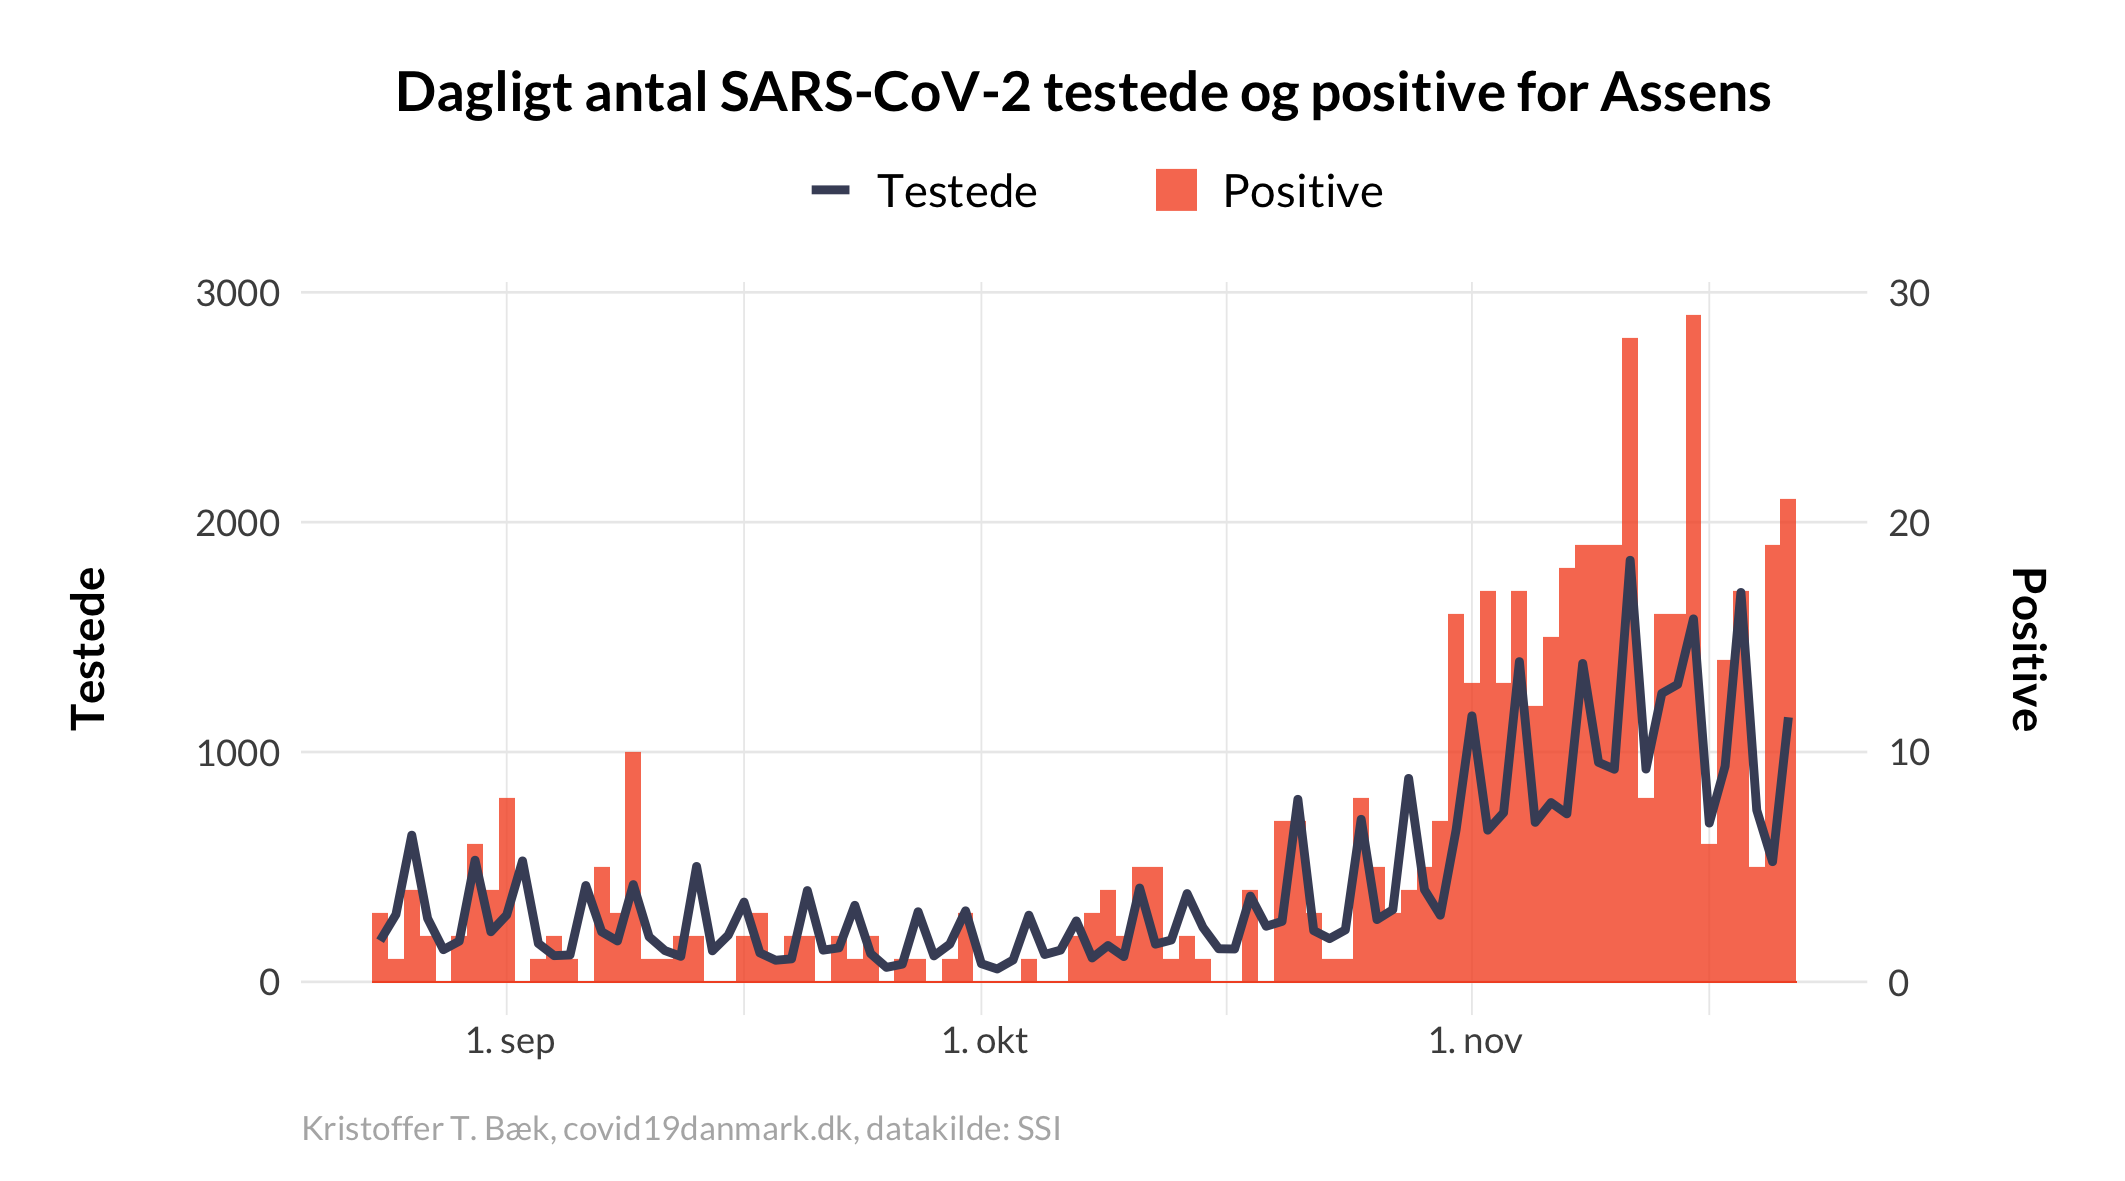 Dagligt antal SARS-CoV-2 testede og positive for Assens
Testede Positive
3000 30
2000 20
1000 10
0 0
Testede
Positive
1. sep 1. okt 1. nov
Kristoffer T. Bæk, covid19danmark.dk, datakilde: SSI